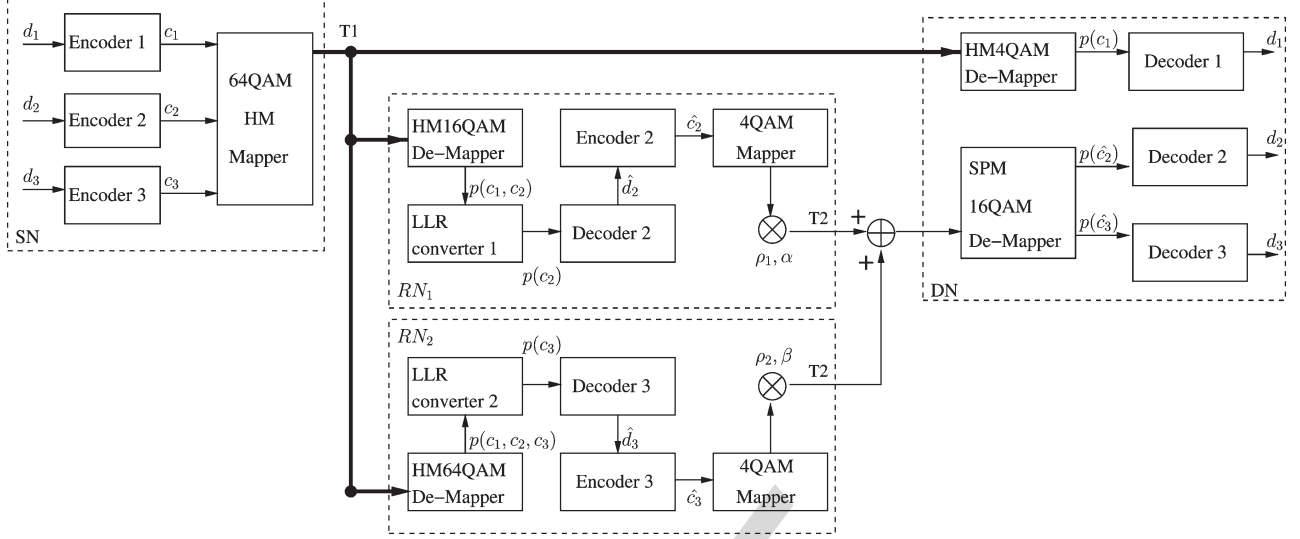 d₁ Encoder 1 c₁
d₂ Encoder 2 c₂
d₃ Encoder 3 c₃
64QAM
HM
Mapper
SN
T1
HM16QAM
De-Mapper
p(c₁, c₂)
LLR
converter 1
p(c₂)
Decoder 2
d̂₂
Encoder 2
ĉ₂
4QAM
Mapper
ρ₁, α
T2
+
+
RN₁
RN₂
HM64QAM
De-Mapper
p(c₁, c₂, c₃)
LLR
converter 2
p(c₃)
Decoder 3
d̂₃
Encoder 3
ĉ₃
4QAM
Mapper
ρ₂, β
T2
HM4QAM
De-Mapper
p(c₁)
Decoder 1
d₁
SPM
16QAM
De-Mapper
p(ĉ₂)
Decoder 2
d₂
p(ĉ₃)
Decoder 3
d₃
DN